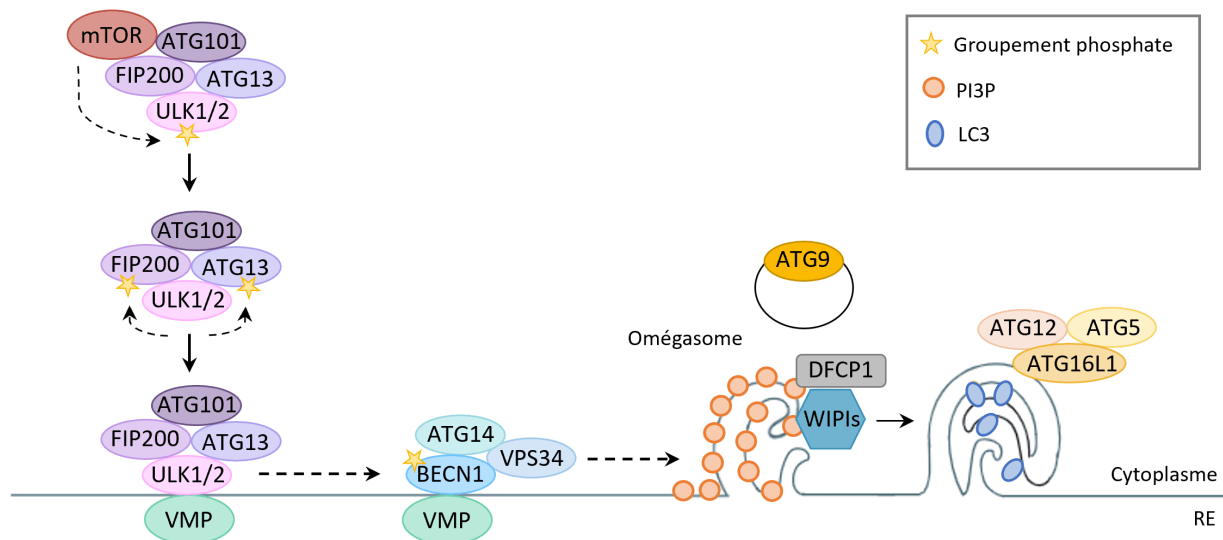 mTOR
ATG101
FIP200
ATG13
ULK1/2
Groupement phosphate
PI3P
LC3
ATG101
FIP200
ATG13
ULK1/2
ATG101
FIP200
ATG13
ULK1/2
VMP
ATG14
VPS34
BECN1
VMP
Omégasome
ATG9
DFCP1
WIPIs
ATG12
ATG5
ATG16L1
Cytoplasme
RE